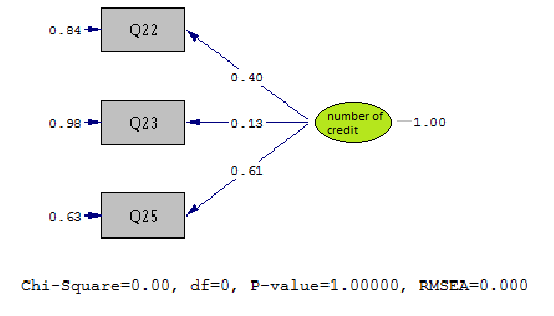 0.84
Q22
0.40
0.98
Q23
0.13
number of
credit
1.00
0.61
0.63
Q25
Chi-Square=0.00, df=0, P-value=1.00000, RMSEA=0.000